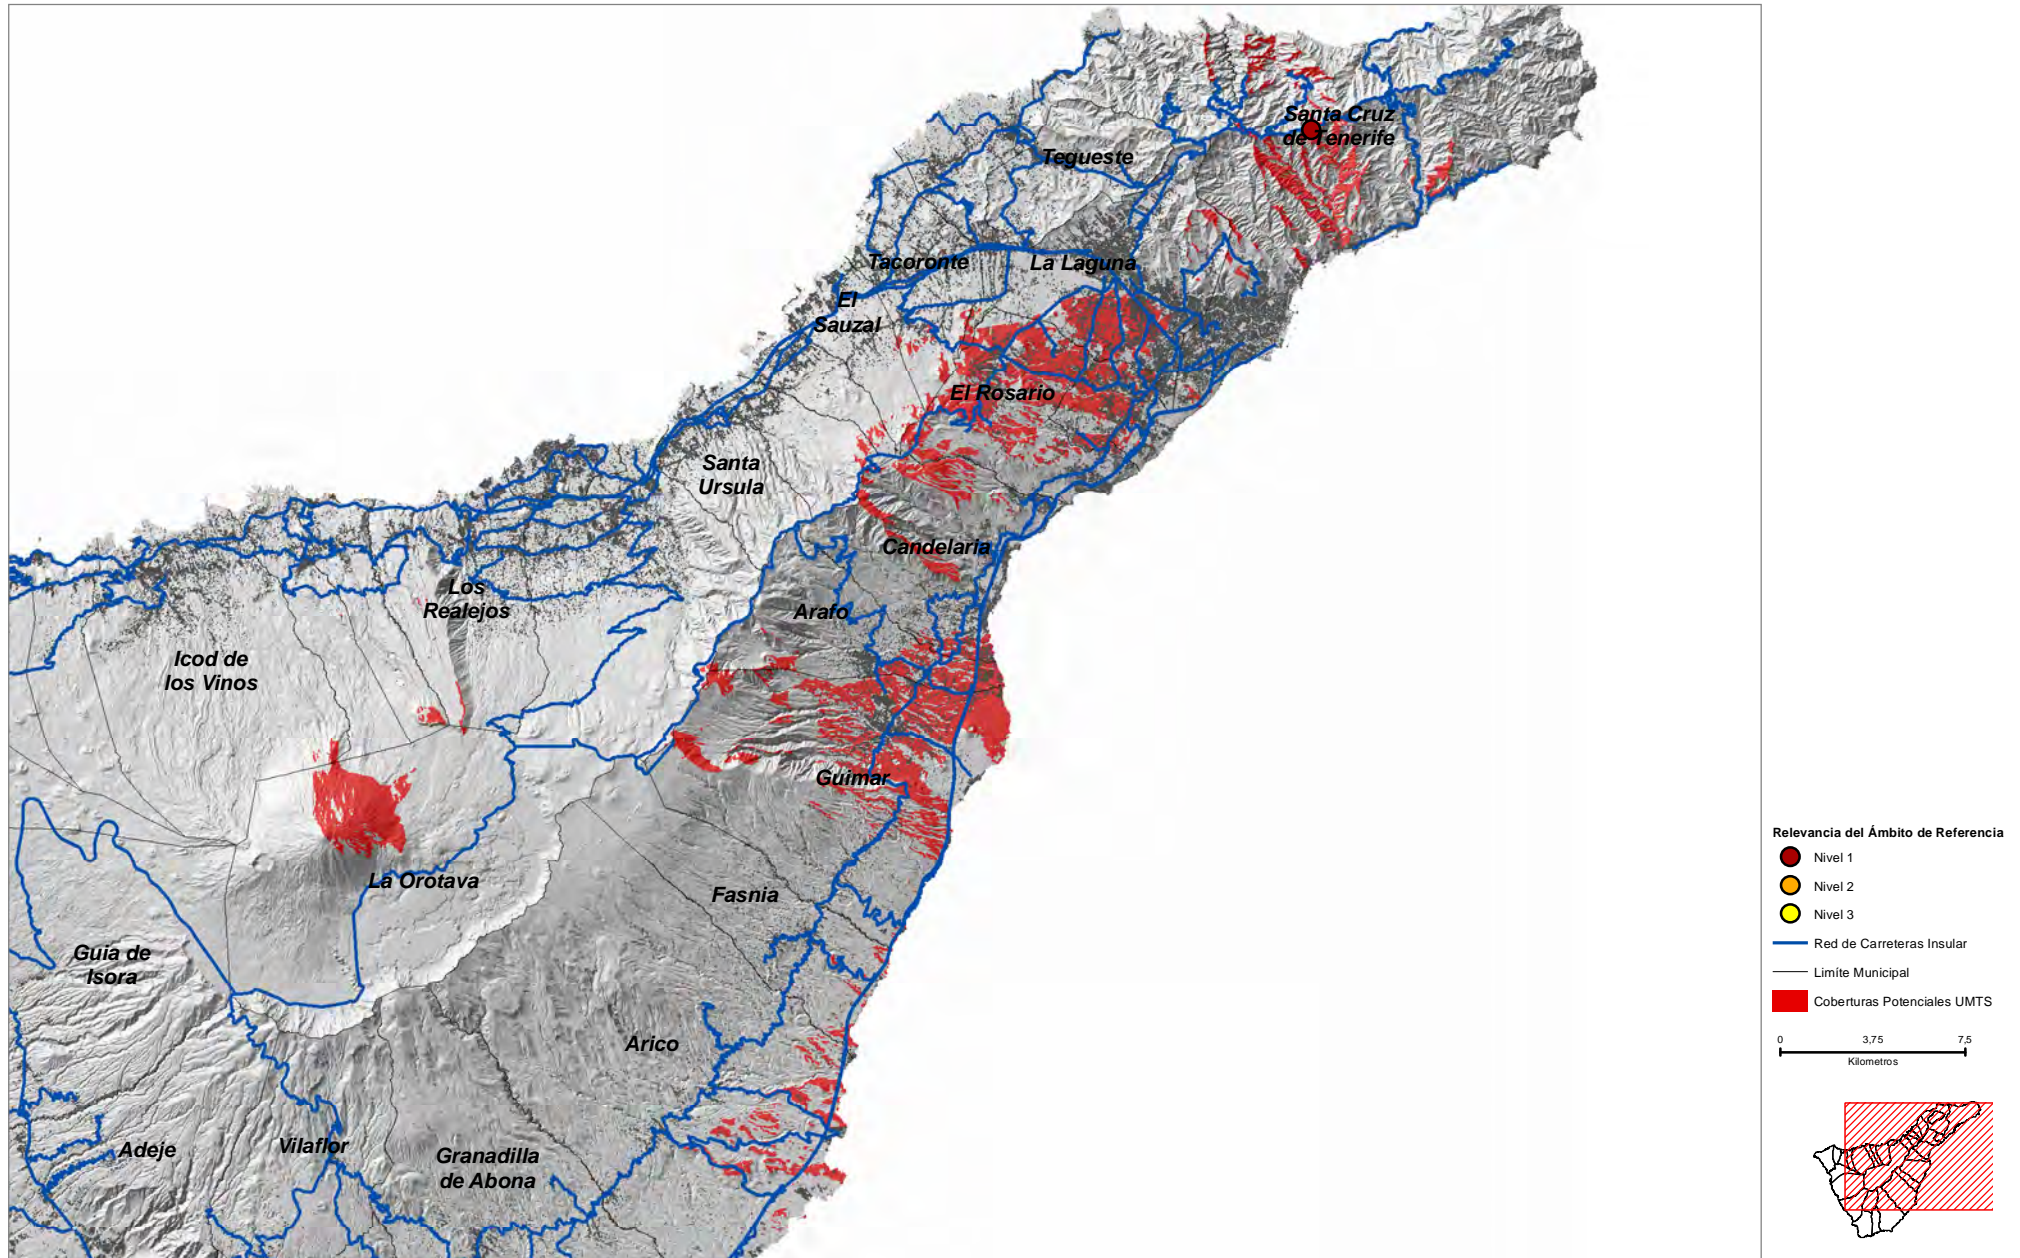 Santa Cruz
de Tenerife
Tegueste
Tacoronte
La Laguna
El
Sauzal
El Rosario
Santa
Ursula
Candelaria
Los
Realejos
Arafo
Icod de
los Vinos
Guimar
La Orotava
Fasnia
Guia de
Isora
Arico
Adeje
Vilaflor
Granadilla
de Abona
Relevancia del Ámbito de Referencia
Nivel 1
Nivel 2
Nivel 3
Red de Carreteras Insular
Limíte Municipal
Coberturas Potenciales UMTS
0 3,75 7,5
Kilometros